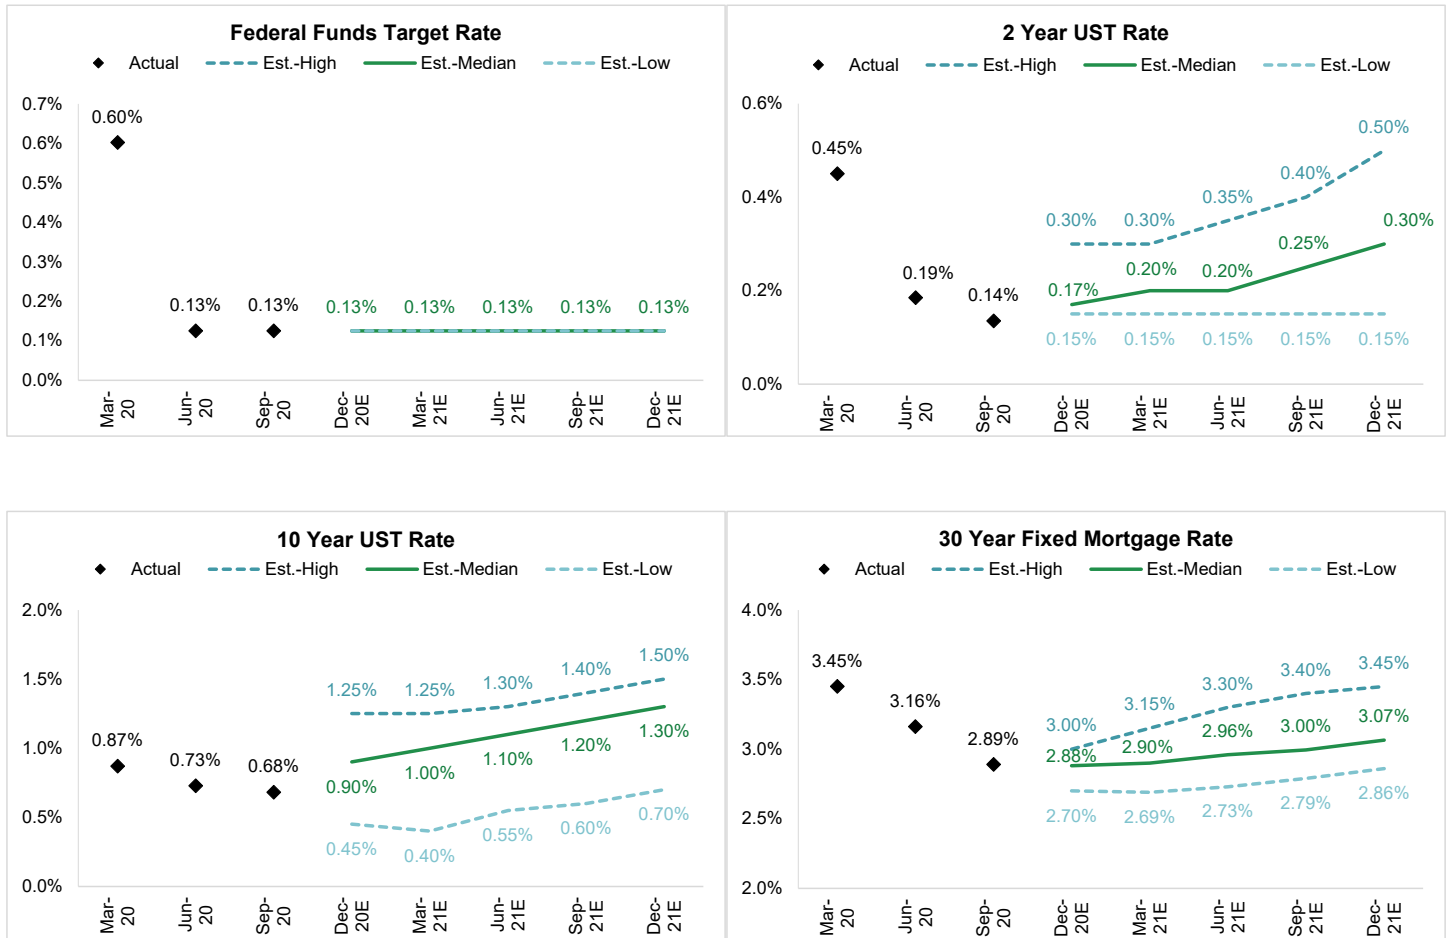 Federal Funds Target Rate
Actual Est.-High Est.-Median Est.-Low
0.7%
0.6%
0.5%
0.4%
0.3%
0.2%
0.1%
0.0%
0.60%
0.13% 0.13% 0.13% 0.13% 0.13% 0.13% 0.13%
Mar-20 Jun-20 Sep-20 Dec-20E Mar-21E Jun-21E Sep-21E Dec-21E
2 Year UST Rate
Actual Est.-High Est.-Median Est.-Low
0.6%
0.4%
0.2%
0.0%
0.45% 0.19% 0.14%
0.30% 0.30% 0.35% 0.40% 0.50%
0.17% 0.20% 0.20% 0.25% 0.30%
0.15% 0.15% 0.15% 0.15% 0.15%
Mar-20 Jun-20 Sep-20 Dec-20E Mar-21E Jun-21E Sep-21E Dec-21E
10 Year UST Rate
Actual Est.-High Est.-Median Est.-Low
2.0%
1.5%
1.0%
0.5%
0.0%
0.87% 0.73% 0.68%
1.25% 1.25% 1.30% 1.40% 1.50%
0.90% 1.00% 1.10% 1.20% 1.30%
0.45% 0.40% 0.55% 0.60% 0.70%
Mar-20 Jun-20 Sep-20 Dec-20E Mar-21E Jun-21E Sep-21E Dec-21E
30 Year Fixed Mortgage Rate
Actual Est.-High Est.-Median Est.-Low
4.0%
3.5%
3.0%
2.5%
2.0%
3.45% 3.16% 2.89%
3.00% 3.15% 3.30% 3.40% 3.45%
2.88% 2.90% 2.96% 3.00% 3.07%
2.70% 2.69% 2.73% 2.79% 2.86%
Mar-20 Jun-20 Sep-20 Dec-20E Mar-21E Jun-21E Sep-21E Dec-21E